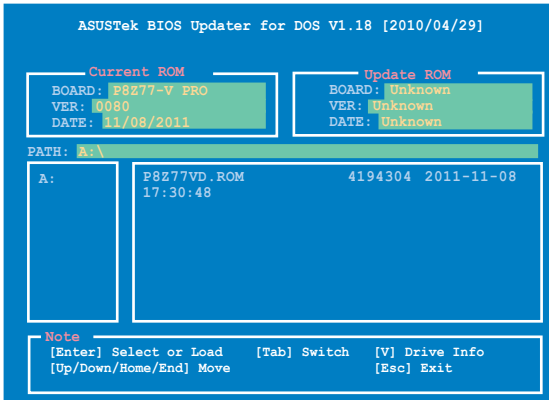 ASUSTek BIOS Updater for DOS V1.18 [2010/04/29]
Current ROM
BOARD: P8Z77-V PRO
VER: 0080
DATE: 11/08/2011
Update ROM
BOARD: Unknown
VER: Unknown
DATE: Unknown
PATH: A:\
A:
P8Z77VD.ROM 4194304 2011-11-08
17:30:48
Note
[Enter] Select or Load [Tab] Switch [V] Drive Info
[Up/Down/Home/End] Move [Esc] Exit